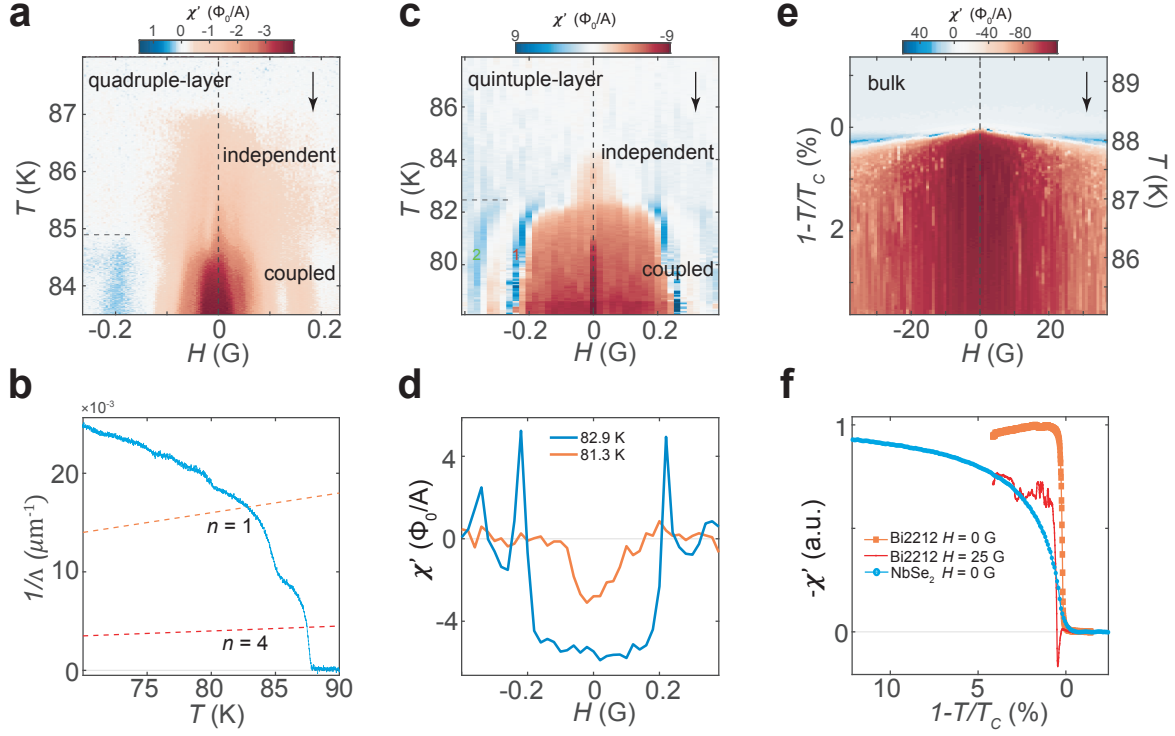 a
χ' (Φ0/A)
1 0 -1 -2 -3
quadruple-layer
independent
coupled
T (K)
87
86
85
84
-0.2 0 0.2
H (G)
c
χ' (Φ0/A)
9 -9
quintuple-layer
independent
coupled
2
1
T (K)
86
84
82
80
-0.2 0 0.2
H (G)
e
χ' (Φ0/A)
40 0 -40 -80
bulk
1-T/TC (%)
0
2
T (K)
89
88
87
86
-20 0 20
H (G)
b
×10-3
1/Λ (μm-1)
20
10
0
n = 1
n = 4
75 80 85 90
T (K)
d
82.9 K
81.3 K
χ' (Φ0/A)
4
0
-4
-0.2 0 0.2
H (G)
f
-χ' (a.u.)
1
0
Bi2212 H = 0 G
Bi2212 H = 25 G
NbSe2 H = 0 G
10 5 0
1-T/TC (%)